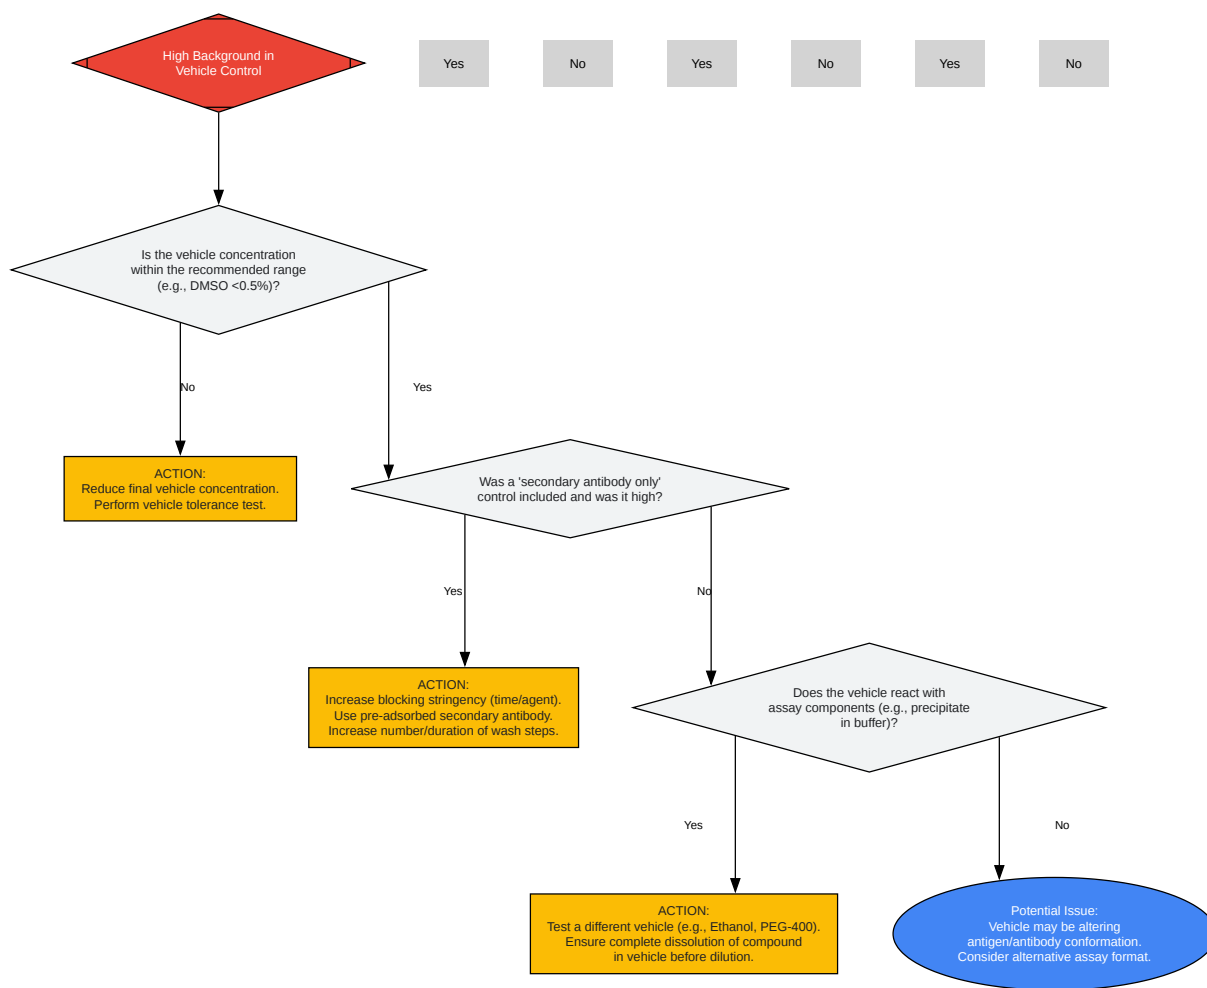 High Background in
Vehicle Control
Yes
No
Yes
No
Yes
No
Is the vehicle concentration
within the recommended range
(e.g., DMSO <0.5%)?
No
Yes
ACTION:
Reduce final vehicle concentration.
Perform vehicle tolerance test.
Was a 'secondary antibody only'
control included and was it high?
Yes
No
ACTION:
Increase blocking stringency (time/agent).
Use pre-adsorbed secondary antibody.
Increase number/duration of wash steps.
Does the vehicle react with
assay components (e.g., precipitate
in buffer)?
Yes
No
ACTION:
Test a different vehicle (e.g., Ethanol, PEG-400).
Ensure complete dissolution of compound
in vehicle before dilution.
Potential Issue:
Vehicle may be altering
antigen/antibody conformation.
Consider alternative assay format.